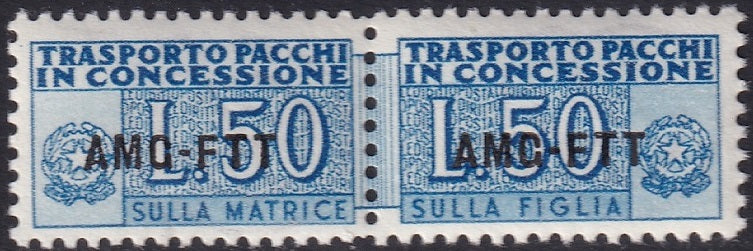 TRASPORTO PACCHI
IN CONCESSIONE
L.50
AMG-FTT
SULLA MATRICE
TRASPORTO PACCHI
IN CONCESSIONE
L.50
AMG-FTT
SULLA FIGLIA